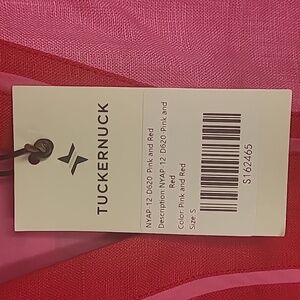 TUCKERNUCK
NYAP 12 D620 Pink and Red
Description: NYAP 12 D620 Pink and
Red
Color: Pink and Red
Size: S
S162465